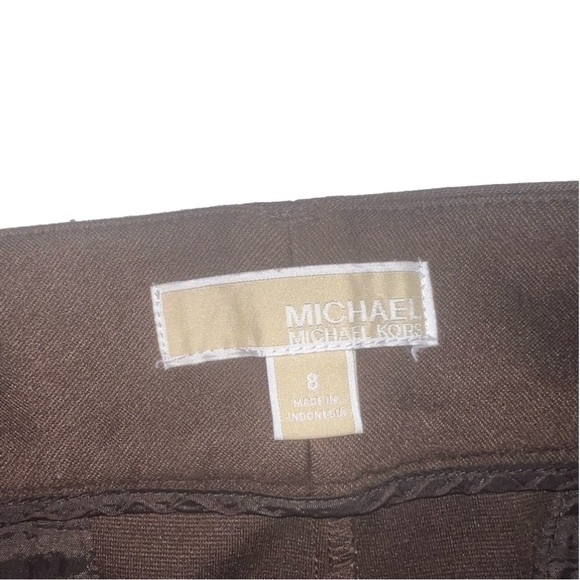 MICHAEL
MICHAEL KORS
8
MADE IN
INDONESIA